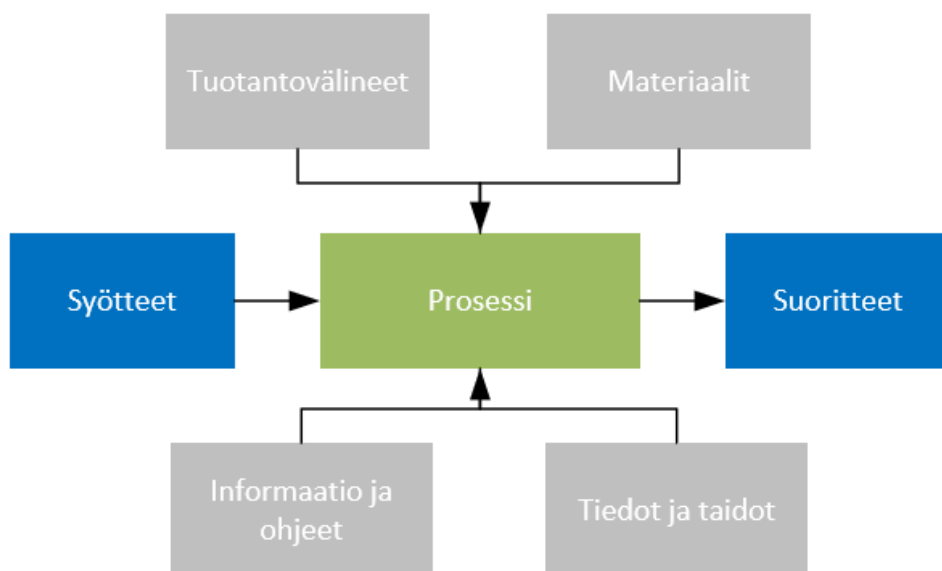 Tuotantovälineet
Materiaalit
Syötteet
Prosessi
Suoritteet
Informaatio ja
ohjeet
Tiedot ja taidot